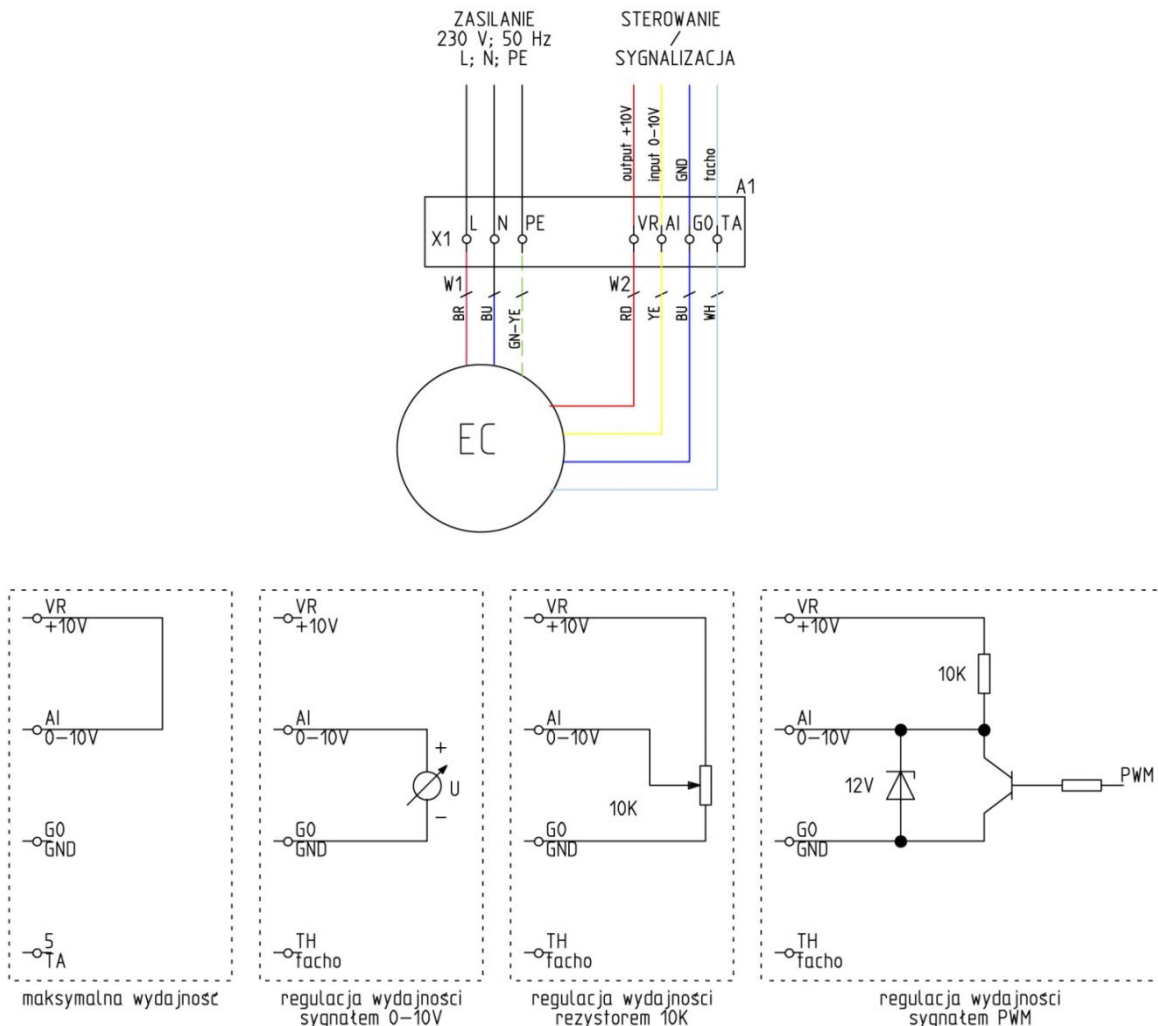 ZASILANIE
230 V; 50 Hz
L; N; PE
STEROWANIE
/
SYGNALIZACJA
output +10V
input 0-10V
GND
tacho
A1
X1
L
N
PE
VR
AI
G0
TA
W1
W2
BR
BU
GN-YE
RD
YE
BU
WH
EC
VR
+10V
AI
0-10V
G0
GND
5
TA
maksymalna wydajność
VR
+10V
AI
0-10V
+
U
-
G0
GND
TH
Tacho
regulacja wydajności
sygnałem 0-10V
VR
+10V
AI
0-10V
10K
G0
GND
TH
Tacho
regulacja wydajności
rezystorem 10K
VR
+10V
10K
AI
0-10V
12V
PWM
G0
GND
TH
Tacho
regulacja wydajności
sygnałem PWM